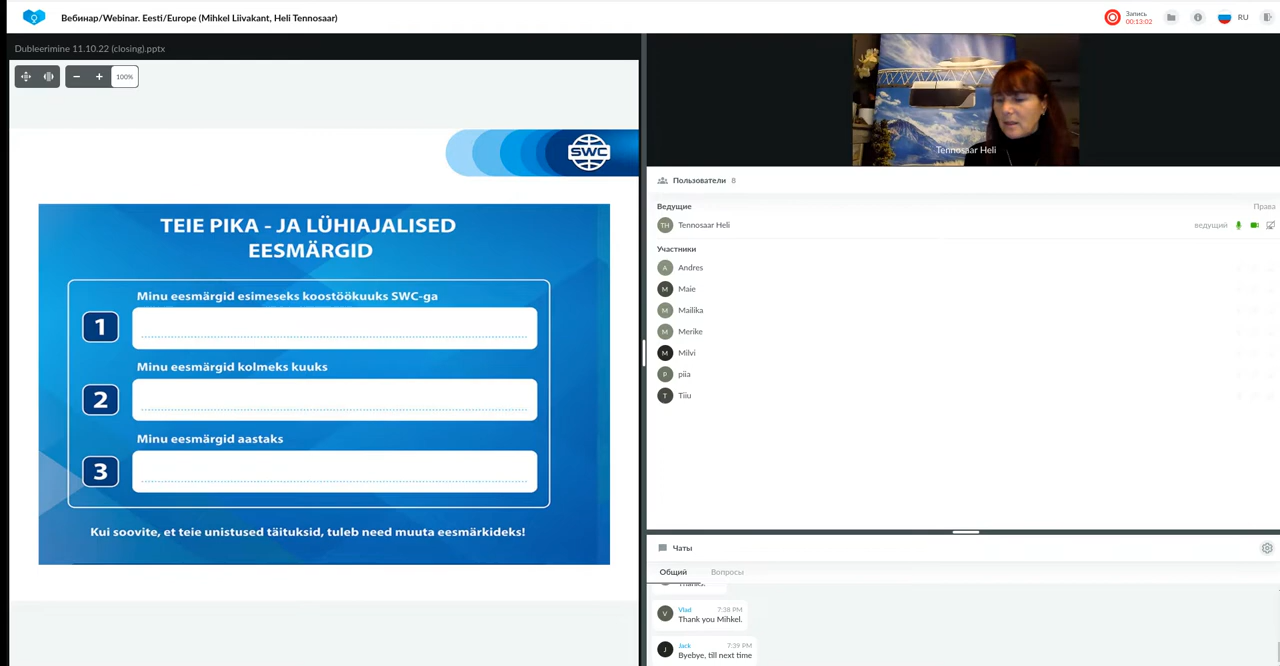 Вебинар/Webinar. Eesti/Europe (Mihkel Liivakant, Heli Tennosaar)
Запись
00:13:02
RU
Dubleerimine 11.10.22 (closing).pptx
100%
SWC
TEIE PIKA - JA LÜHIAJALISED
EESMÄRGID
Minu eesmärgid esimeseks koostöökuuks SWC-ga
1
Minu eesmärgid kolmeks kuuks
2
Minu eesmärgid aastaks
3
Kui soovite, et teie unistused täituksid, tuleb need muuta eesmärkideks!
Tennosaar Heli
Пользователи 8
Ведущие Права
TH Tennosaar Heli ведущий
Участники
A Andres
M Maie
M Mailika
M Merike
M Milvi
P piia
T Tiiu
Чаты
Общий Вопросы
Thanks.
V Vlad 7:38 PM
Thank you Mihkel.
J Jack 7:39 PM
Byebye, till next time